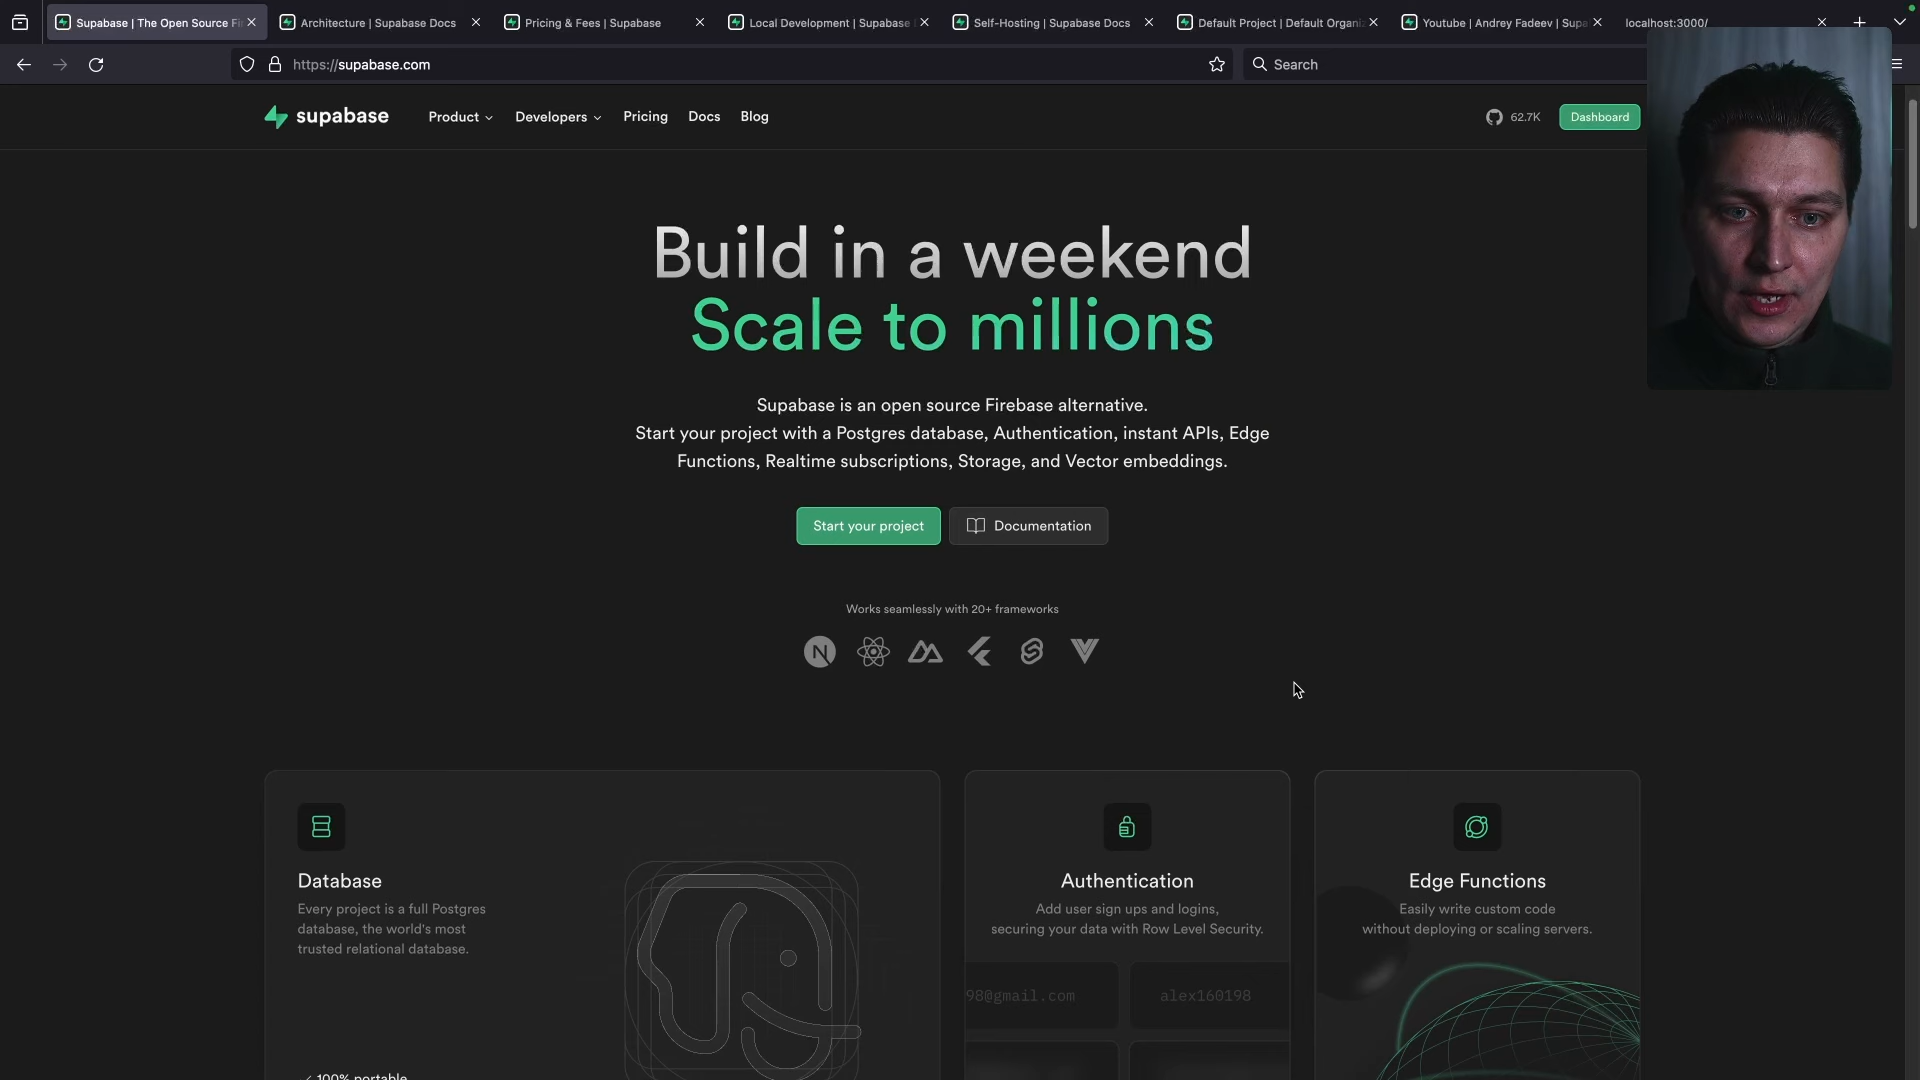 Supabase | The Open Source Fi
Architecture | Supabase Docs
Pricing & Fees | Supabase
Local Development | Supabase
Self-Hosting | Supabase Docs
Default Project | Default Organi
Youtube | Andrey Fadeev | Supa
localhost:3000/
https://supabase.com
Search
supabase
Product
Developers
Pricing
Docs
Blog
62.7K
Dashboard
Build in a weekend
Scale to millions
Supabase is an open source Firebase alternative.
Start your project with a Postgres database, Authentication, instant APIs, Edge
Functions, Realtime subscriptions, Storage, and Vector embeddings.
Start your project
Documentation
Works seamlessly with 20+ frameworks
N
Database
Every project is a full Postgres
database, the world's most
trusted relational database.
100% portable
Authentication
Add user sign ups and logins,
securing your data with Row Level Security.
98@gmail.com
alex160198
Edge Functions
Easily write custom code
without deploying or scaling servers.